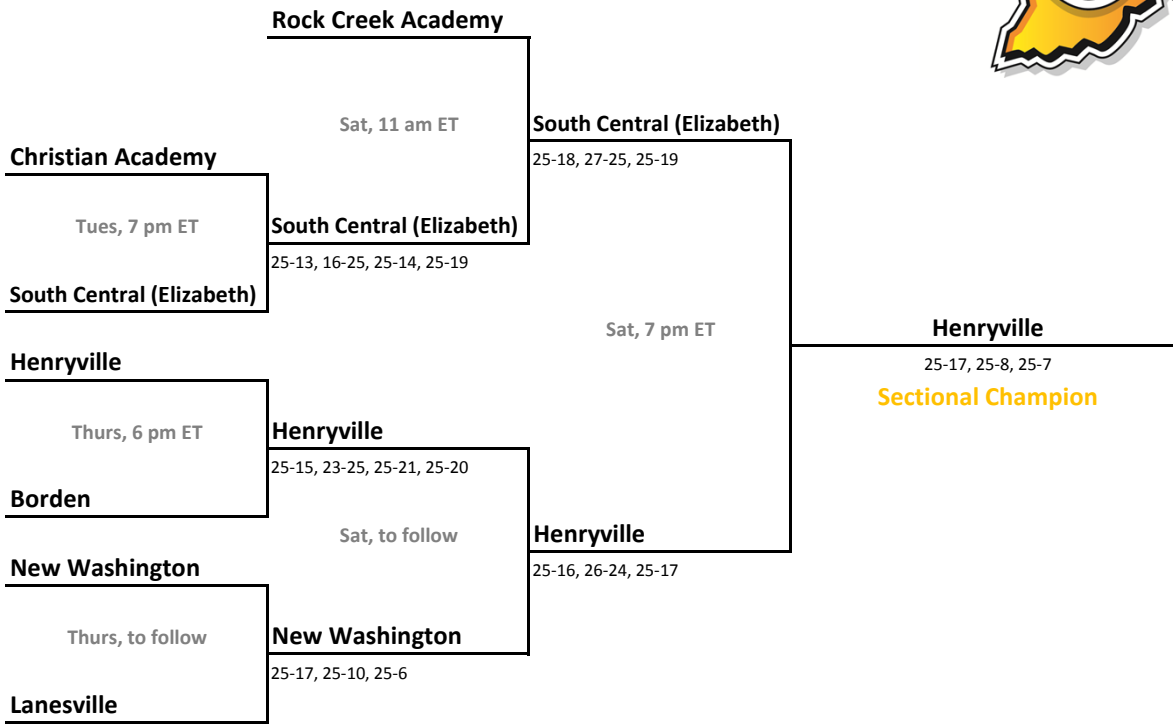 Rock Creek Academy
Sat, 11 am ET
South Central (Elizabeth)
25-18, 27-25, 25-19
Christian Academy
Tues, 7 pm ET
South Central (Elizabeth)
25-13, 16-25, 25-14, 25-19
South Central (Elizabeth)
Sat, 7 pm ET
Henryville
25-17, 25-8, 25-7
Sectional Champion
Henryville
Thurs, 6 pm ET
Henryville
25-15, 23-25, 25-21, 25-20
Borden
Sat, to follow
Henryville
25-16, 26-24, 25-17
New Washington
Thurs, to follow
New Washington
25-17, 25-10, 25-6
Lanesville